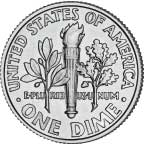 UNITED STATES OF AMERICA
E·PLURIBUS·UNUM
· ONE DIME ·